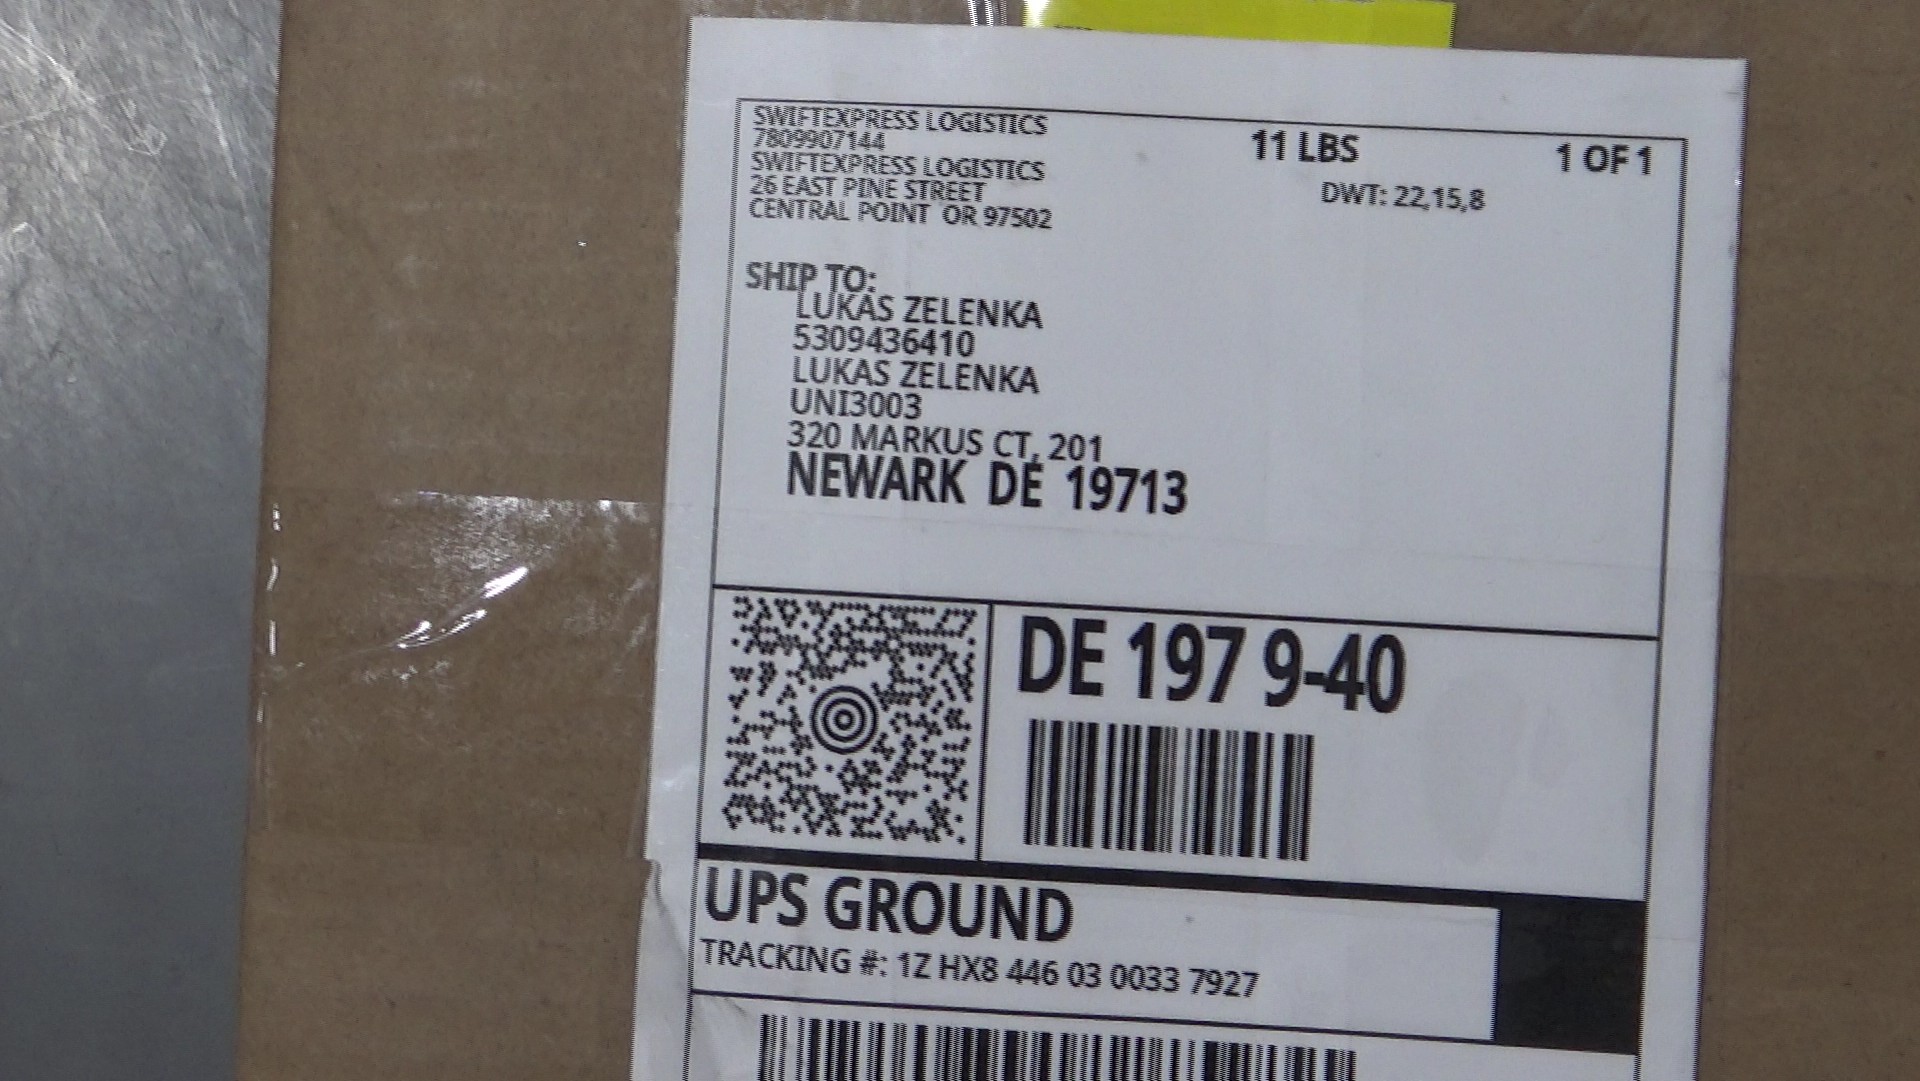 SWIFTEXPRESS LOGISTICS
7809907144
SWIFTEXPRESS LOGISTICS
26 EAST PINE STREET
CENTRAL POINT OR 97502
11 LBS
1 OF 1
DWT: 22,15,8
SHIP TO:
LUKAS ZELENKA
5309436410
LUKAS ZELENKA
UNI3003
320 MARKUS CT, 201
NEWARK DE 19713
DE 197 9-40
UPS GROUND
TRACKING #: 1Z HX8 446 03 0033 7927